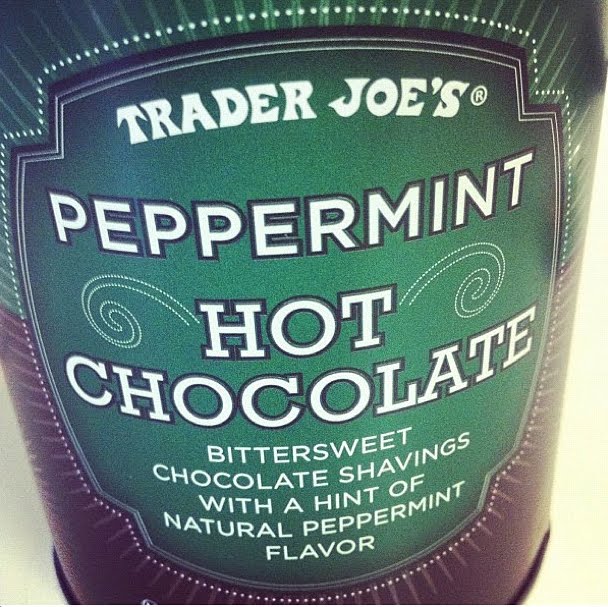 TRADER JOE'S®
PEPPERMINT
HOT
CHOCOLATE
BITTERSWEET
CHOCOLATE SHAVINGS
WITH A HINT OF
NATURAL PEPPERMINT
FLAVOR